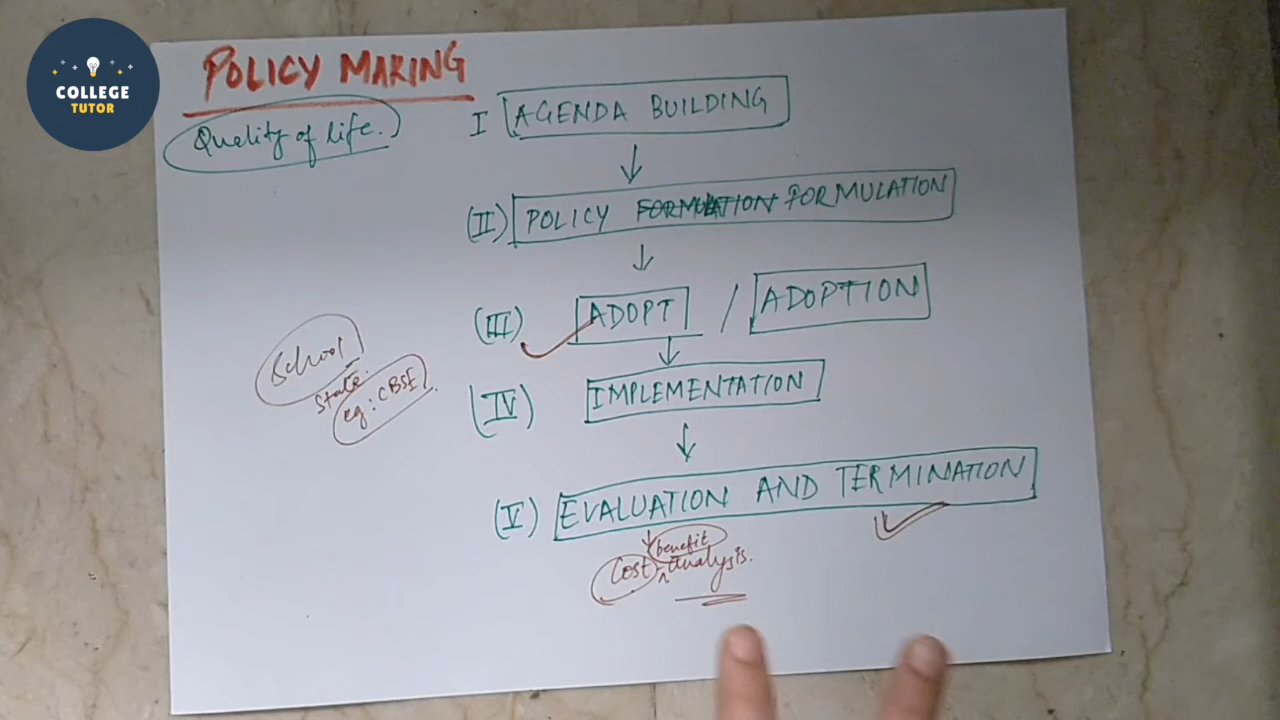 COLLEGE
TUTOR
POLICY MAKING
Quality of life.
I AGENDA BUILDING
(II) POLICY FORMULATION FORMULATION
(III) ADOPT / ADOPTION
School
State.
eg: CBSE
(IV) IMPLEMENTATION
(V) EVALUATION AND TERMINATION
benefit
Cost ^ analysis.